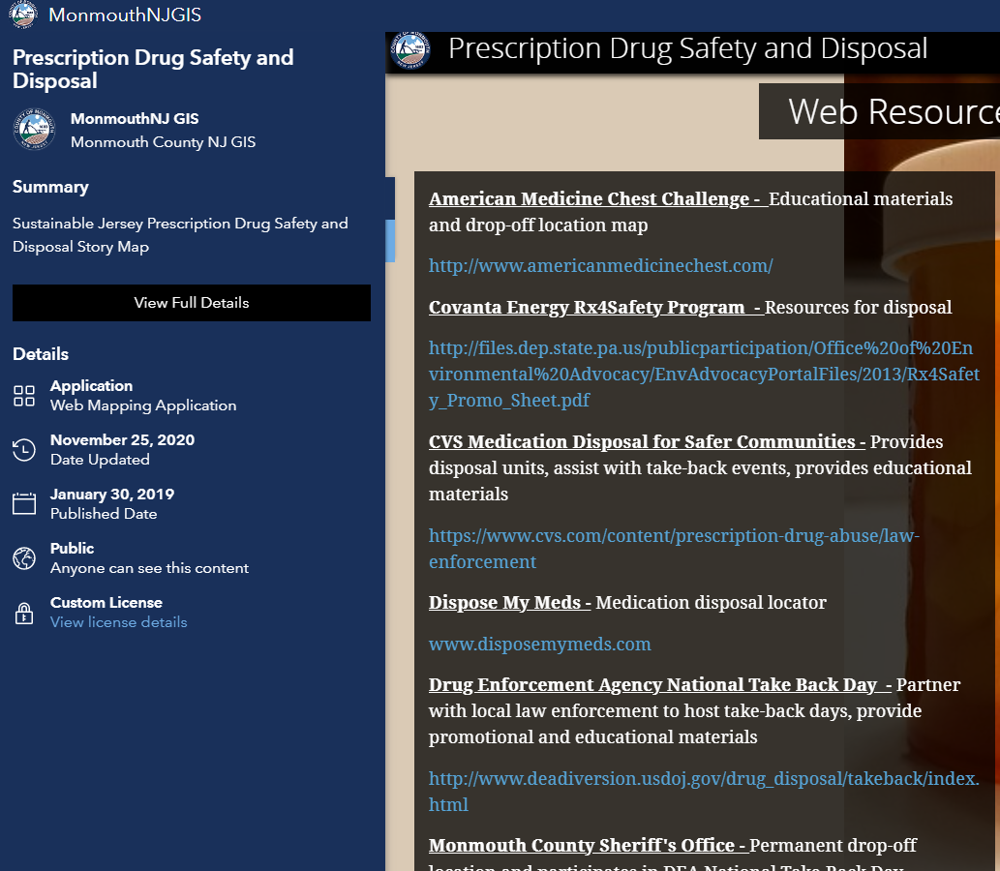 MonmouthNJGIS
Prescription Drug Safety and
Disposal
MonmouthNJ GIS
Monmouth County NJ GIS
Summary
Sustainable Jersey Prescription Drug Safety and
Disposal Story Map
View Full Details
Details
Application
Web Mapping Application
November 25, 2020
Date Updated
January 30, 2019
Published Date
Public
Anyone can see this content
Custom License
View license details
Prescription Drug Safety and Disposal
Web Resource
American Medicine Chest Challenge - Educational materials
and drop-off location map
http://www.americanmedicinechest.com/
Covanta Energy Rx4Safety Program - Resources for disposal
http://files.dep.state.pa.us/publicparticipation/Office%20of%20En
vironmental%20Advocacy/EnvAdvocacyPortalFiles/2013/Rx4Safet
y_Promo_Sheet.pdf
CVS Medication Disposal for Safer Communities - Provides
disposal units, assist with take-back events, provides educational
materials
https://www.cvs.com/content/prescription-drug-abuse/law-
enforcement
Dispose My Meds - Medication disposal locator
www.disposemymeds.com
Drug Enforcement Agency National Take Back Day - Partner
with local law enforcement to host take-back days, provide
promotional and educational materials
http://www.deadiversion.usdoj.gov/drug_disposal/takeback/index.
html
Monmouth County Sheriff's Office - Permanent drop-off
location and participates in DEA National Take Back Day